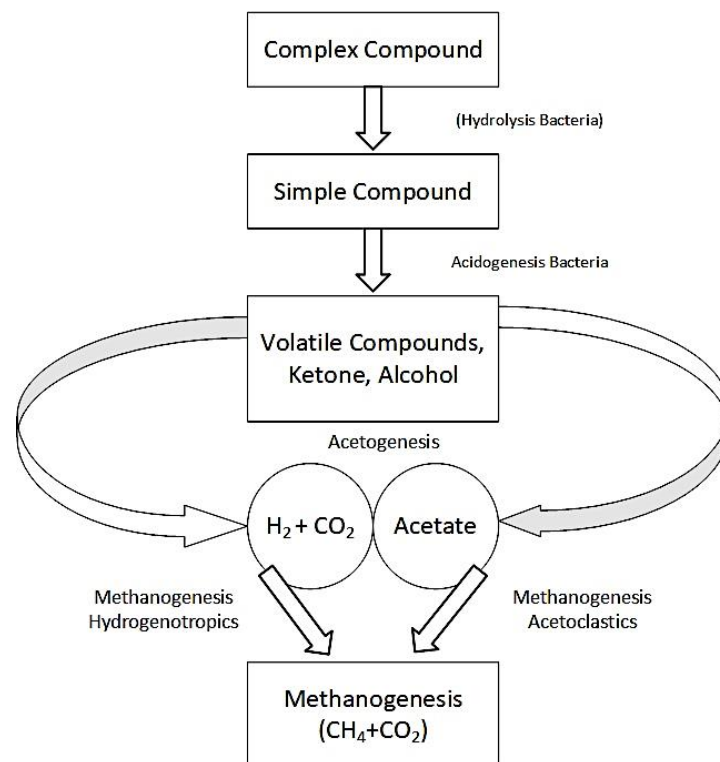 Complex Compound
(Hydrolysis Bacteria)
Simple Compound
Acidogenesis Bacteria
Volatile Compounds,
Ketone, Alcohol
Acetogenesis
H₂ + CO₂
Acetate
Methanogenesis
Hydrogenotropics
Methanogenesis
Acetoclastics
Methanogenesis
(CH₄+CO₂)